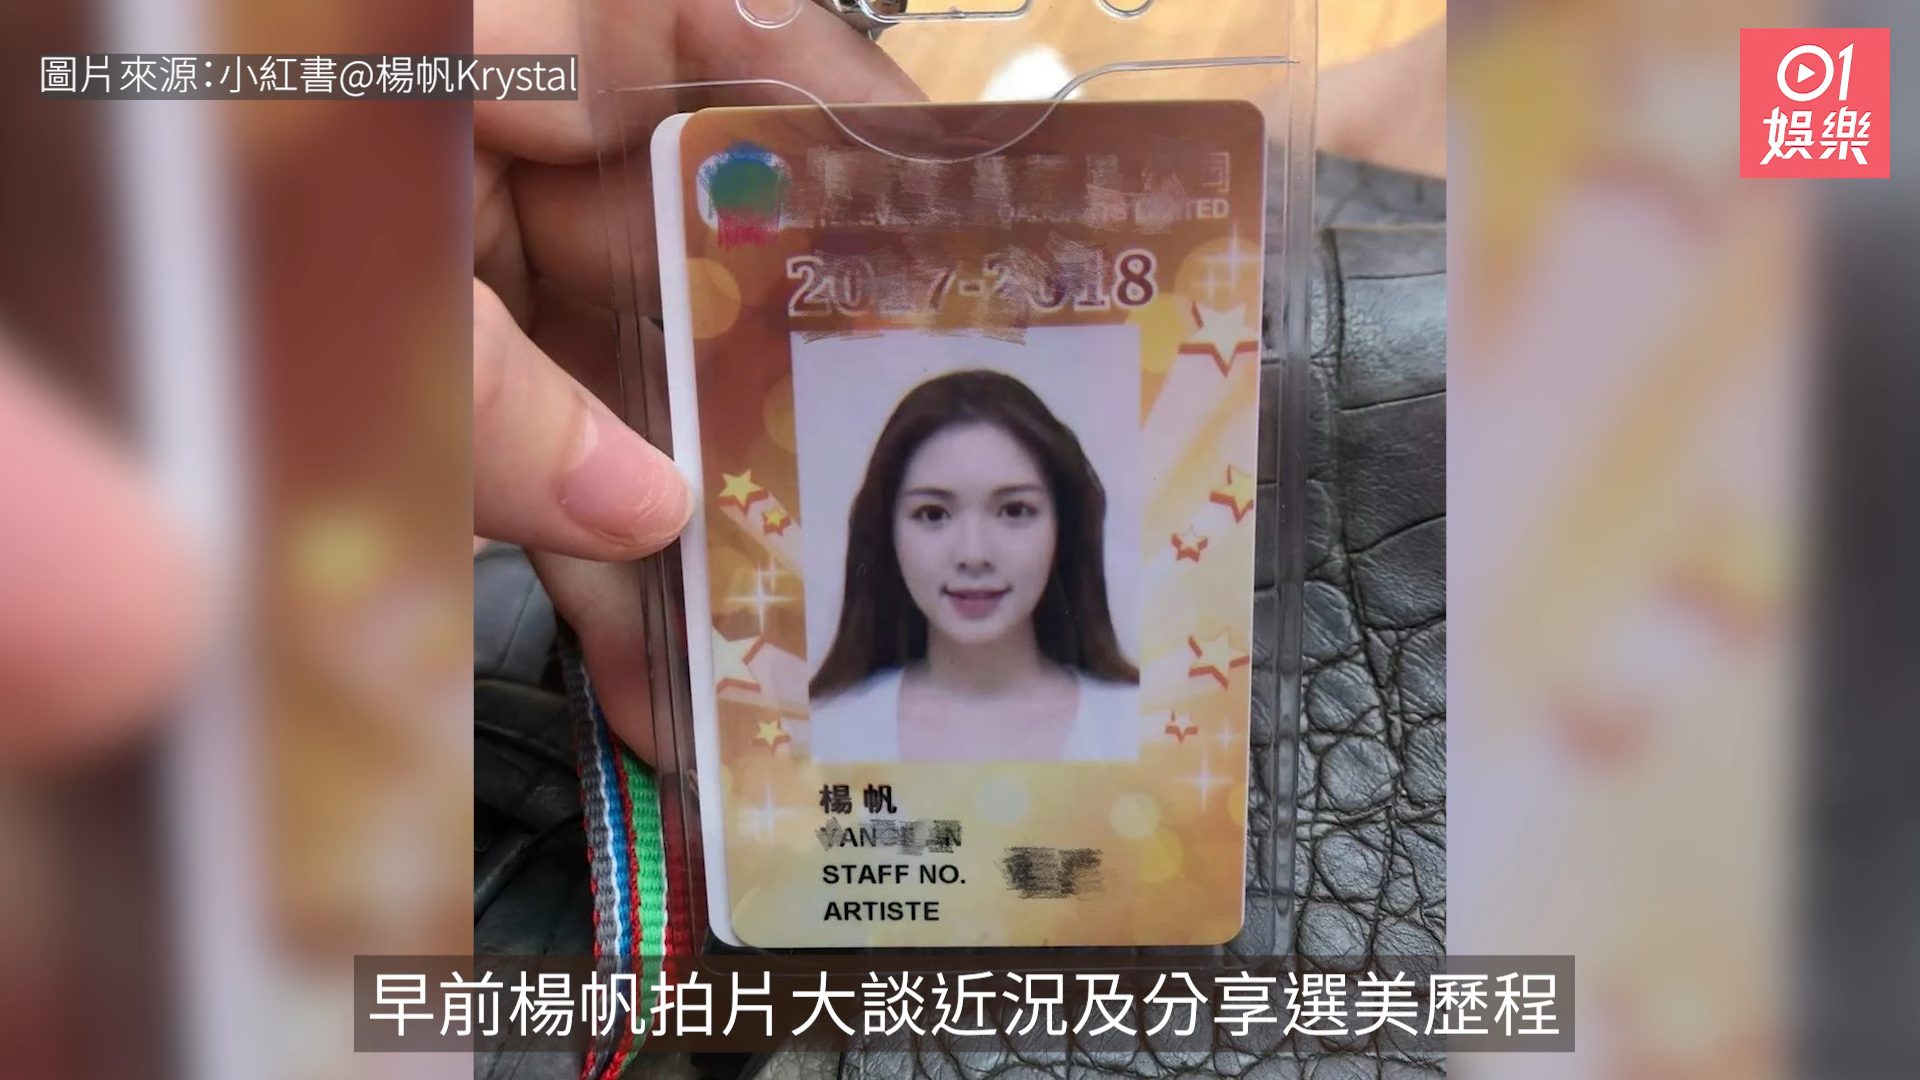 圖片來源：小紅書@楊帆Krystal
01
娛樂
2017-2018
楊帆
STAFF NO.
ARTISTE
早前楊帆拍片大談近況及分享選美歷程